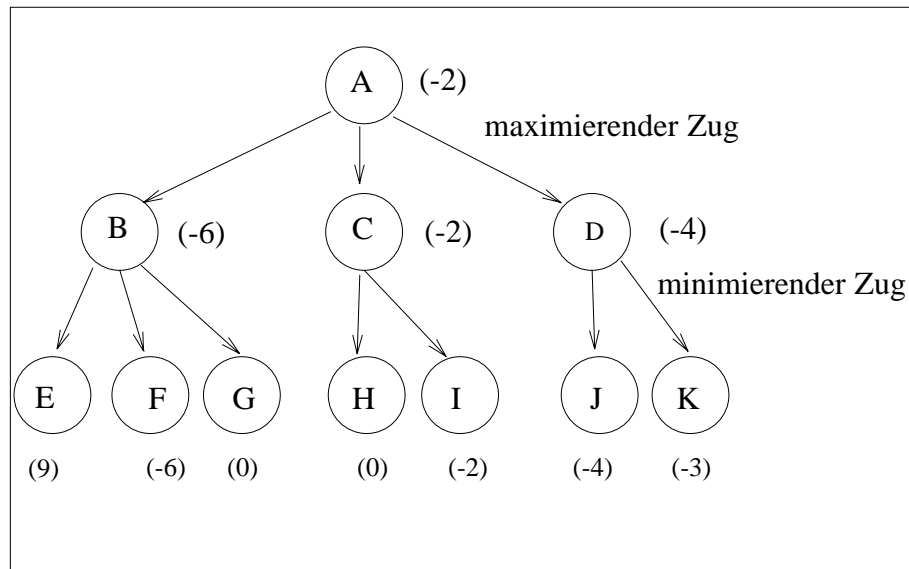 A (-2)
maximierender Zug
B (-6) C (-2) D (-4)
minimierender Zug
E F G H I J K
(9) (-6) (0) (0) (-2) (-4) (-3)